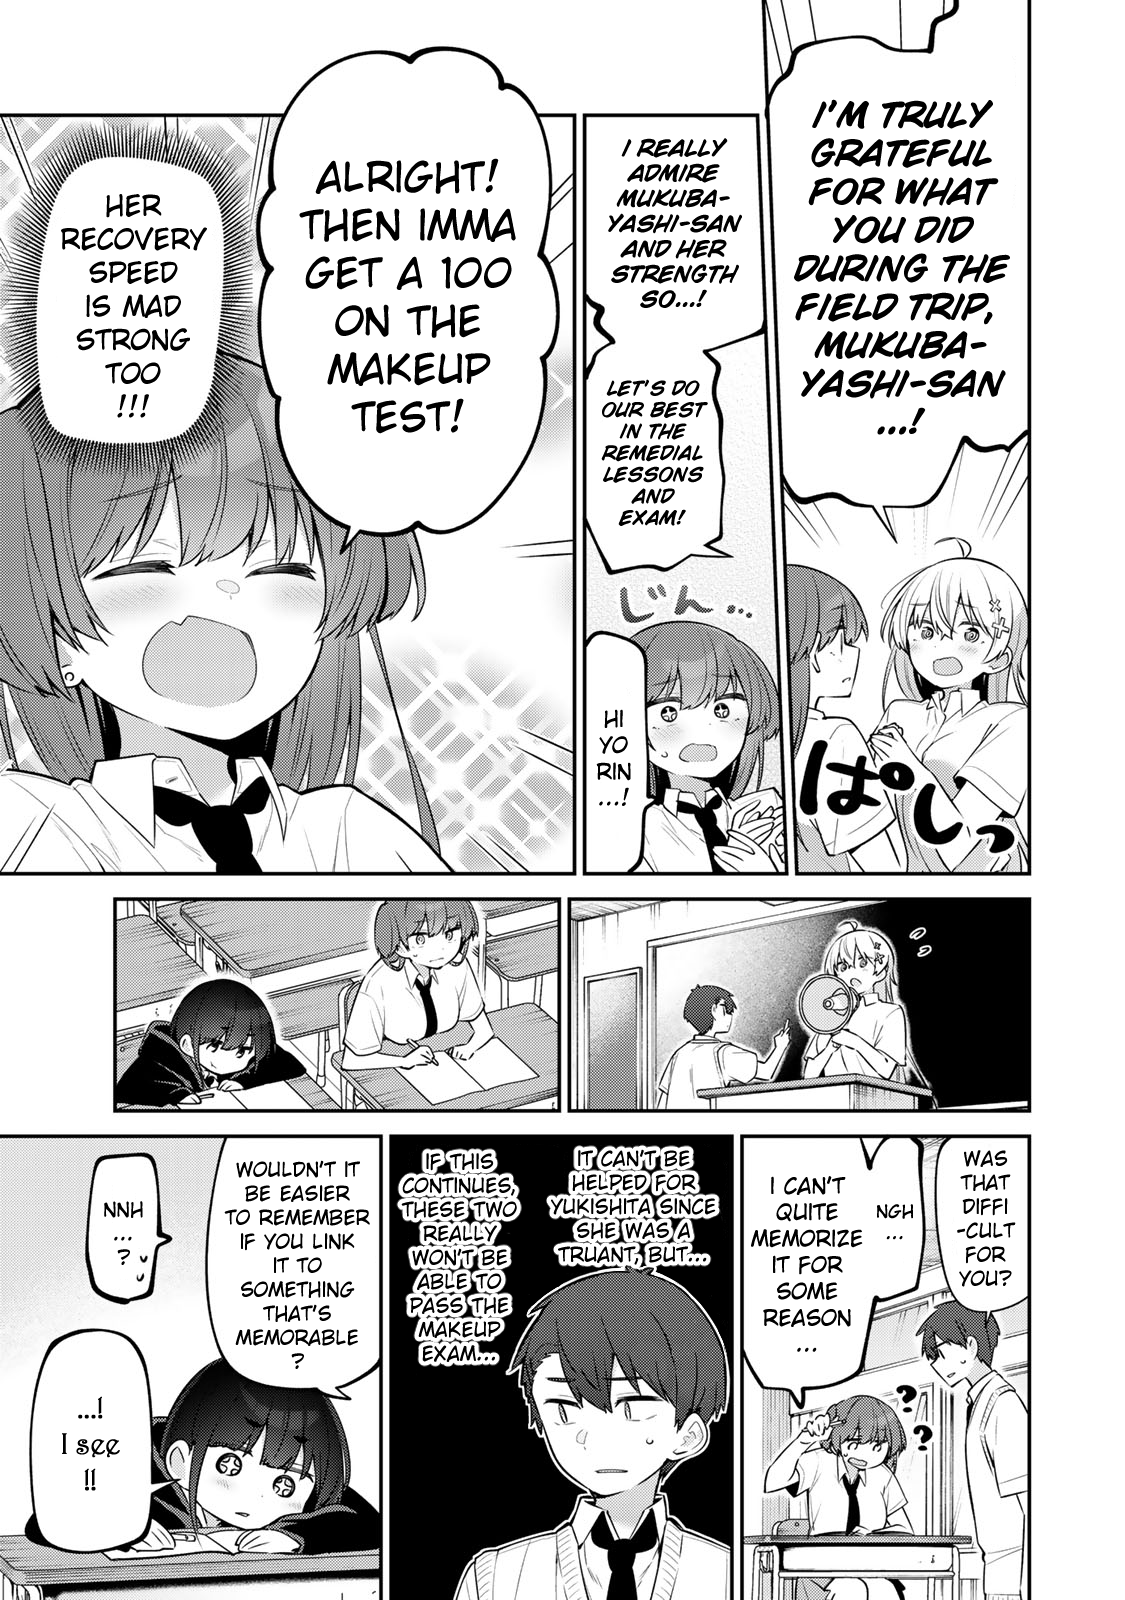 I'M TRULY
GRATEFUL
FOR WHAT
YOU DID
DURING THE
FIELD TRIP,
MUKUBA-
YASHI-SAN
...!
ぱしっ
I REALLY
ADMIRE
MUKUBA-
YASHI-SAN
AND HER
STRENGTH
SO...!
LET'S DO
OUR BEST
IN THE
REMEDIAL
LESSONS
AND
EXAM!
じん...
HI
YO
RIN
...!
ALRIGHT!
THEN IMMA
GET A 100
ON THE
MAKEUP
TEST!
HER
RECOVERY
SPEED
IS MAD
STRONG
TOO
!!!
WAS
THAT
DIFFI
-CULT
FOR
YOU?
NGH
...
I CAN'T
QUITE
MEMORIZE
IT FOR
SOME
REASON
...
?
?
IT CAN'T BE
HELPED FOR
YUKISHITA SINCE
SHE WAS A
TRUANT, BUT...
IF THIS
CONTINUES,
THESE TWO
REALLY
WON'T BE
ABLE TO
PASS THE
MAKEUP
EXAM...
WOULDN'T IT
BE EASIER
TO REMEMBER
IF YOU LINK
IT TO
SOMETHING
THAT'S
MEMORABLE
?
NNH
...
?
...!
I see
!!